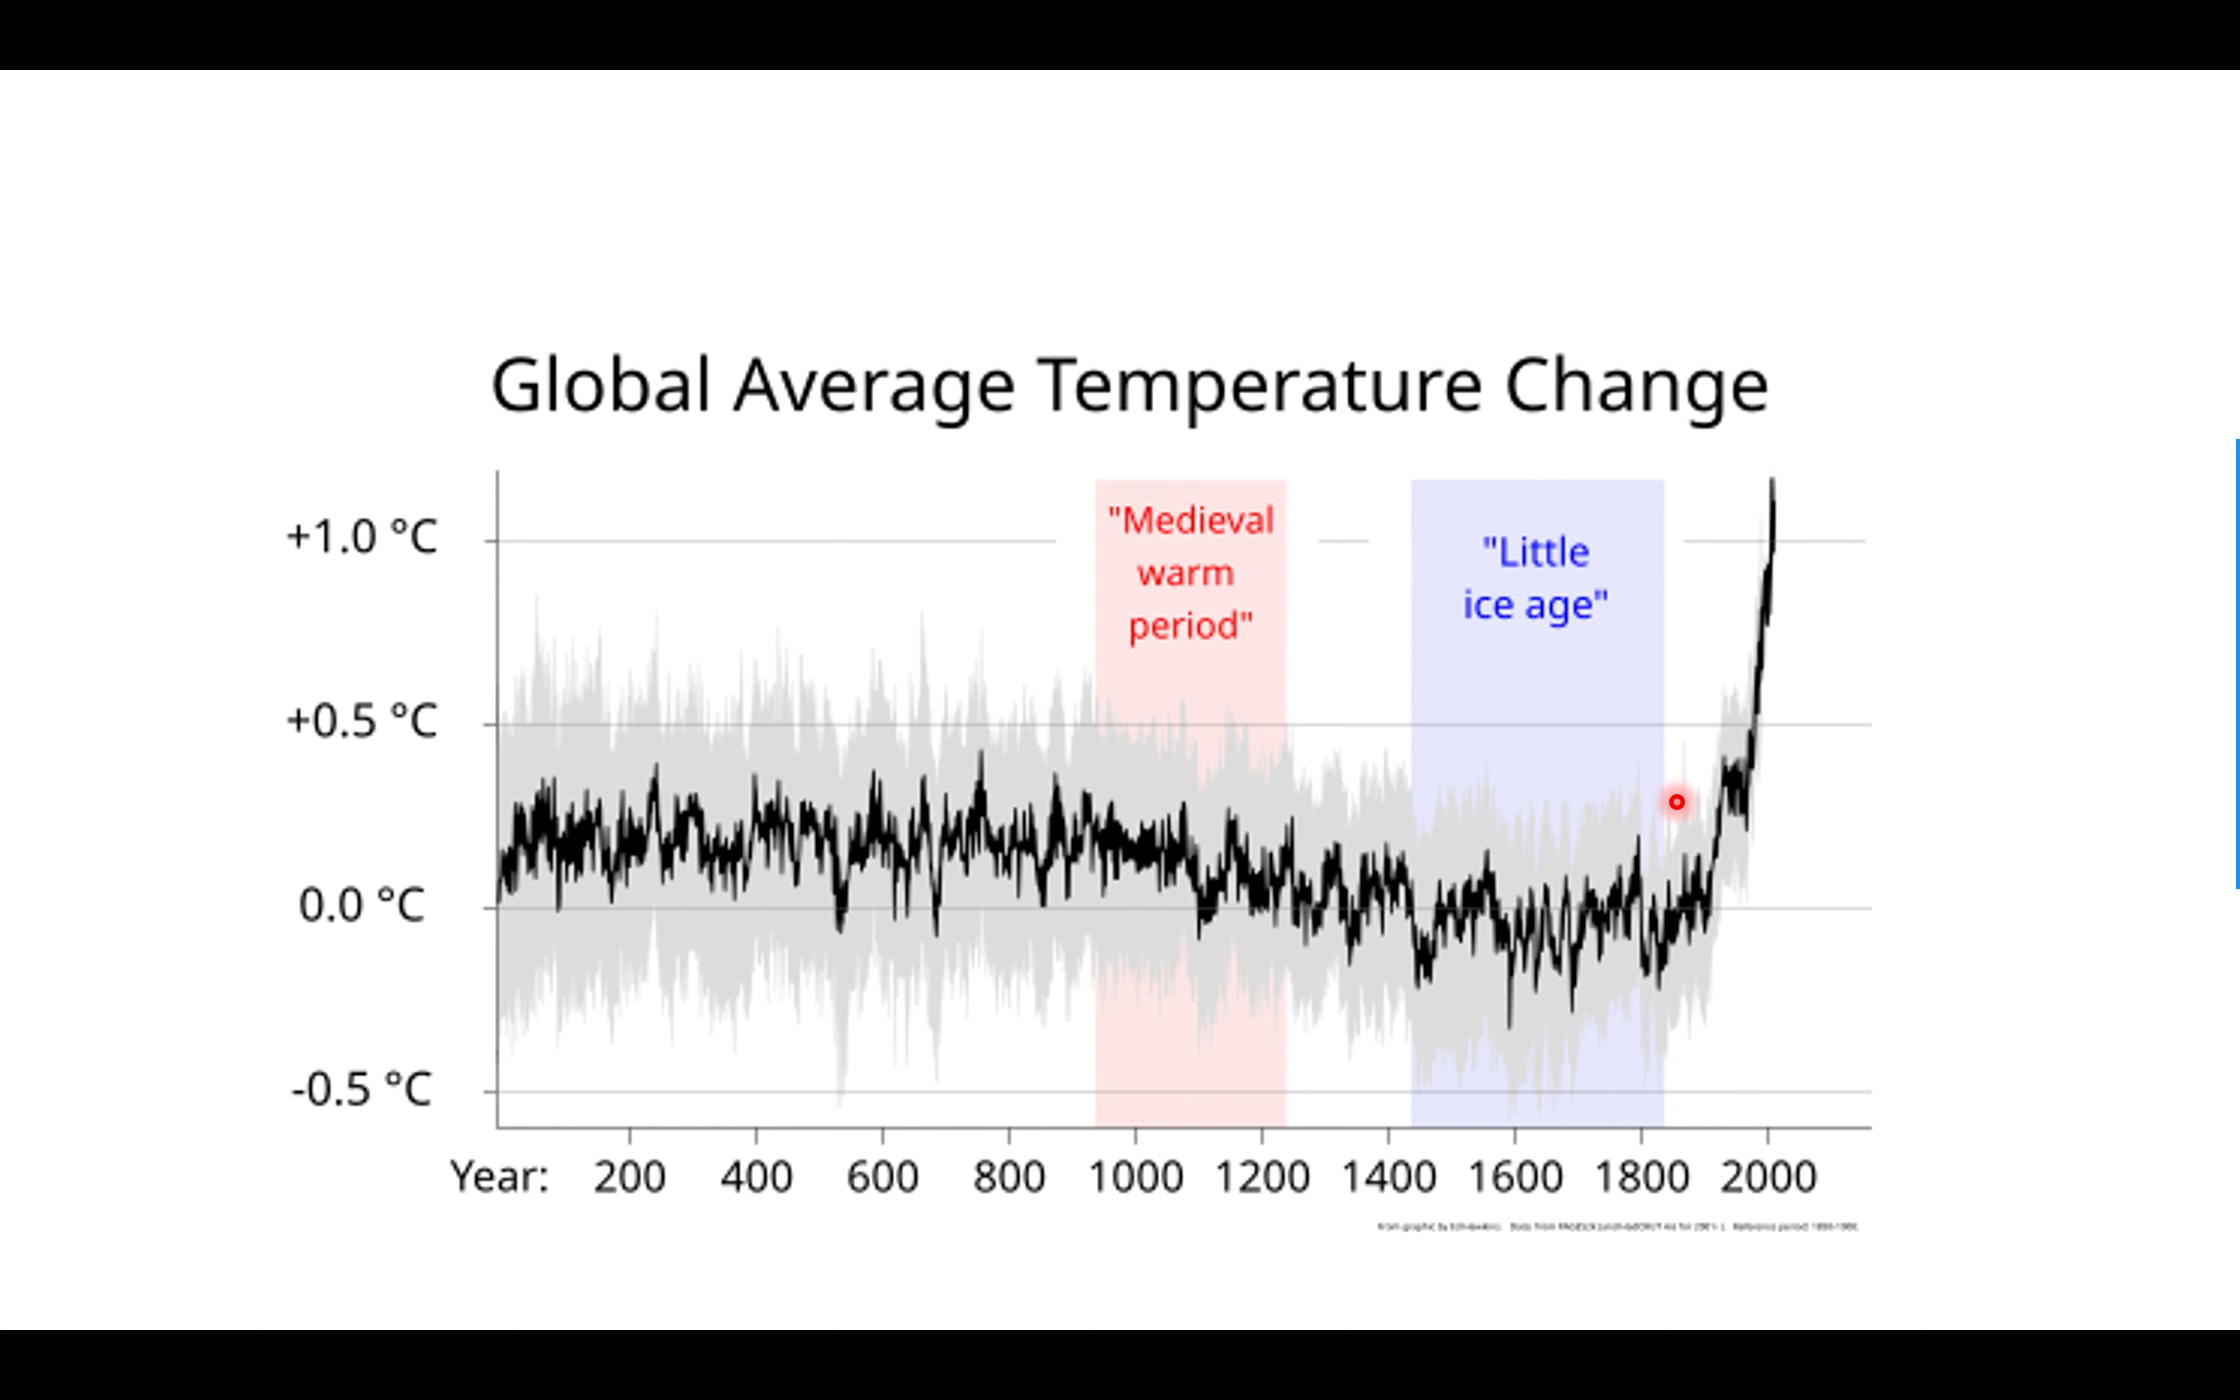 Global Average Temperature Change
"Medieval
warm
period"
"Little
ice age"
+1.0 °C
+0.5 °C
0.0 °C
-0.5 °C
Year: 200 400 600 800 1000 1200 1400 1600 1800 2000